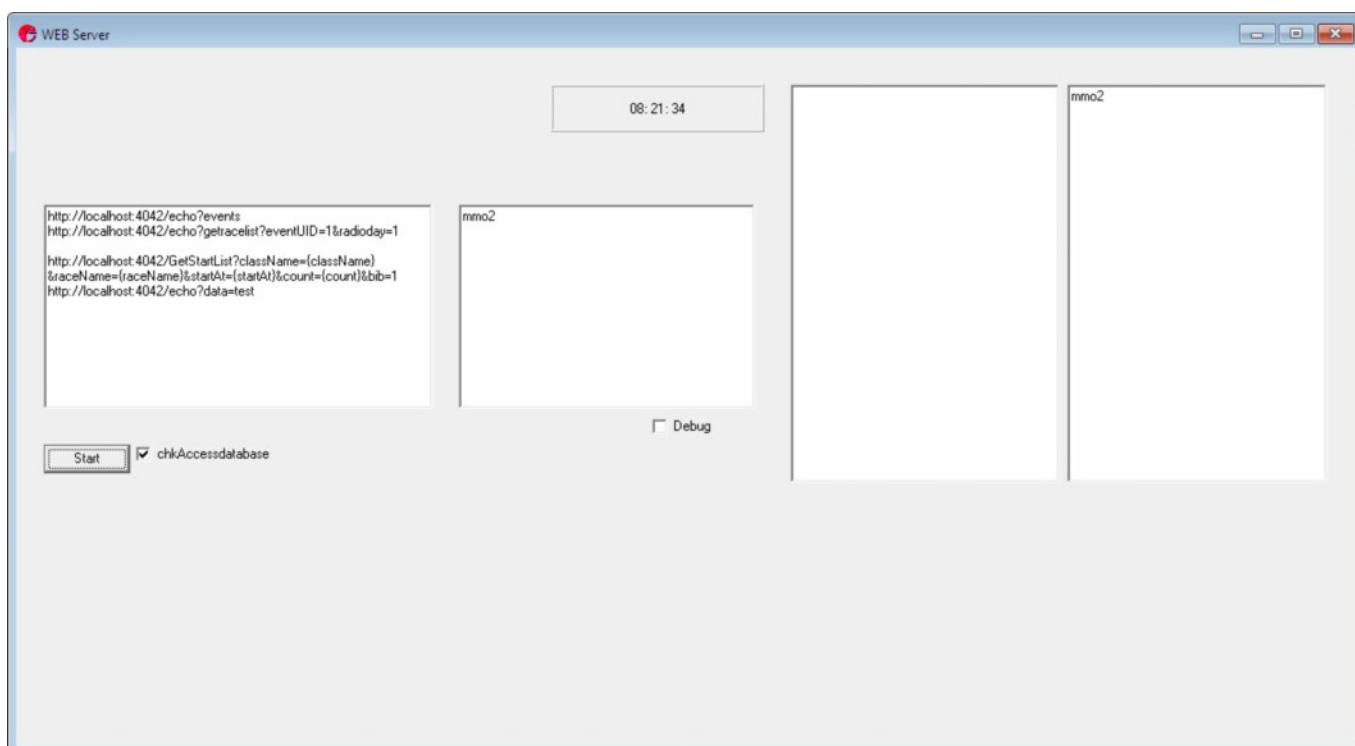 WEB Server
08:21:34
mmo2
http://localhost:4042/echo?events
http://localhost:4042/echo?getracelist?eventUID=1&radioday=1
http://localhost:4042/GetStartList?className={className}
&raceName={raceName}&startAt={startAt}&count={count}&bib=1
http://localhost:4042/echo?data=test
mmo2
Debug
Start
chkAccessdatabase